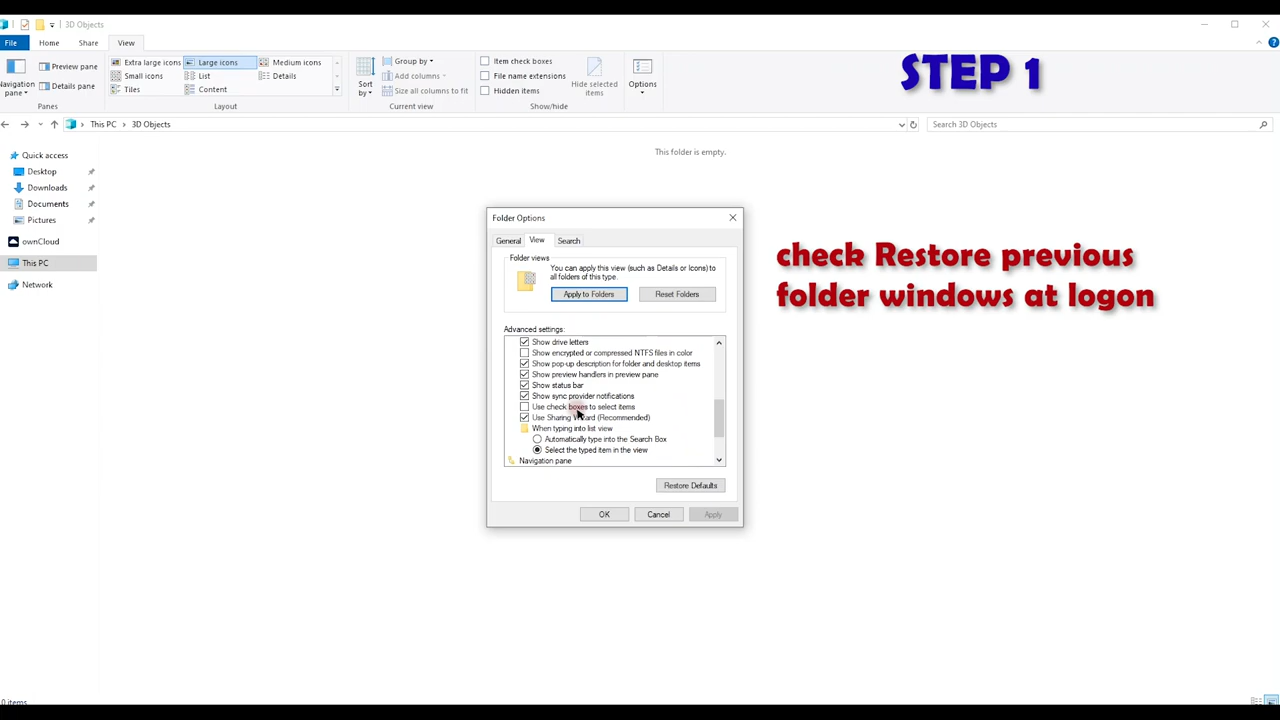 3D Objects
File
Home
Share
View
Navigation pane
Preview pane
Details pane
Panes
Extra large icons
Large icons
Medium icons
Small icons
List
Details
Tiles
Content
Layout
Sort by
Group by
Add columns
Size all columns to fit
Current view
Item check boxes
File name extensions
Hidden items
Hide selected items
Show/hide
Options
STEP 1
This PC
3D Objects
Search 3D Objects
Quick access
Desktop
Downloads
Documents
Pictures
ownCloud
This PC
Network
This folder is empty.
Folder Options
General
View
Search
Folder views
You can apply this view (such as Details or Icons) to
all folders of this type.
Apply to Folders
Reset Folders
Advanced settings:
Show drive letters
Show encrypted or compressed NTFS files in color
Show pop-up description for folder and desktop items
Show preview handlers in preview pane
Show status bar
Show sync provider notifications
Use check boxes to select items
Use Sharing Wizard (Recommended)
When typing into list view
Automatically type into the Search Box
Select the typed item in the view
Navigation pane
Restore Defaults
OK
Cancel
Apply
check Restore previous
folder windows at logon
0 items